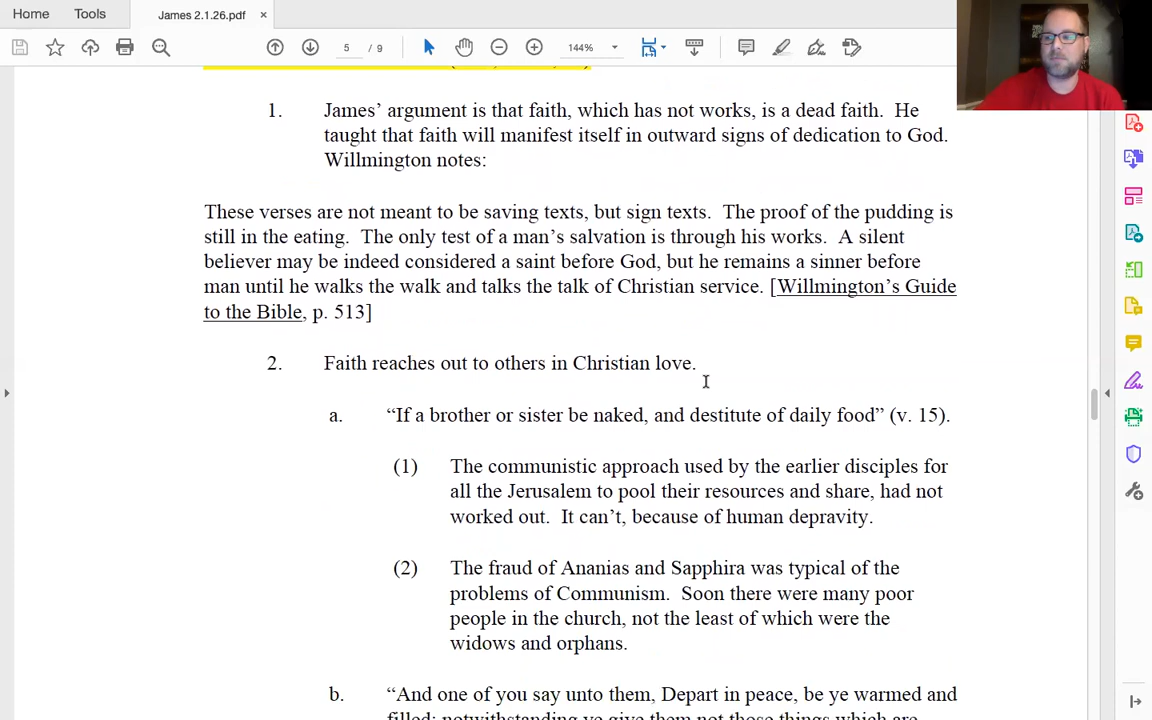 Home Tools James 2.1.26.pdf ×
5 / 9 144%
1. James’ argument is that faith, which has not works, is a dead faith. He
taught that faith will manifest itself in outward signs of dedication to God.
Willmington notes:
These verses are not meant to be saving texts, but sign texts. The proof of the pudding is
still in the eating. The only test of a man’s salvation is through his works. A silent
believer may be indeed considered a saint before God, but he remains a sinner before
man until he walks the walk and talks the talk of Christian service. [Willmington’s Guide
to the Bible, p. 513]
2. Faith reaches out to others in Christian love.
a. “If a brother or sister be naked, and destitute of daily food” (v. 15).
(1) The communistic approach used by the earlier disciples for
all the Jerusalem to pool their resources and share, had not
worked out. It can’t, because of human depravity.
(2) The fraud of Ananias and Sapphira was typical of the
problems of Communism. Soon there were many poor
people in the church, not the least of which were the
widows and orphans.
b. “And one of you say unto them, Depart in peace, be ye warmed and
filled; notwithstanding ye give them not those things which are